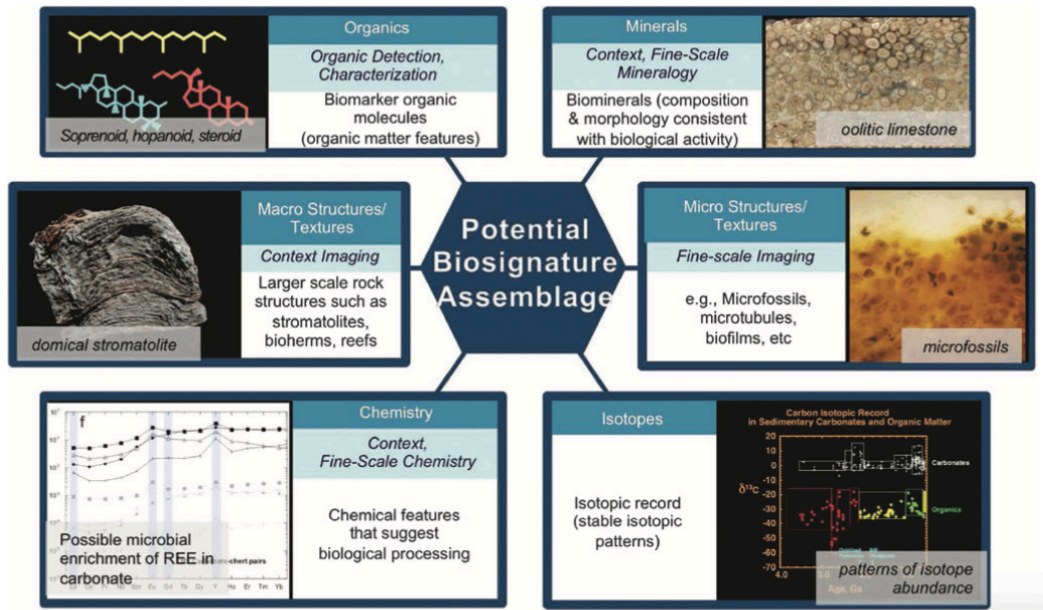 Organics
Organic Detection,
Characterization
Biomarker organic
molecules
(organic matter features)
Soprenoid, hopanoid, steroid
Minerals
Context, Fine-Scale
Mineralogy
Biominerals (composition
& morphology consistent
with biological activity)
oolitic limestone
Macro Structures/
Textures
Context Imaging
Larger scale rock
structures such as
stromatolites,
bioherms, reefs
domical stromatolite
Potential
Biosignature
Assemblage
Micro Structures/
Textures
Fine-scale Imaging
e.g., Microfossils,
microtubules,
biofilms, etc
microfossils
f
Possible microbial
enrichment of REE in
carbonate
Chemistry
Context,
Fine-Scale Chemistry
Chemical features
that suggest
biological processing
Isotopes
Isotopic record
(stable isotopic
patterns)
Carbon Isotopic Record
in Sedimentary Carbonates and Organic Matter
20
10
0
-10
-20
-30
-40
-50
-60
-70
δ¹³C
Carbonates
Organics
4.0
Age, Ga
patterns of isotope
abundance